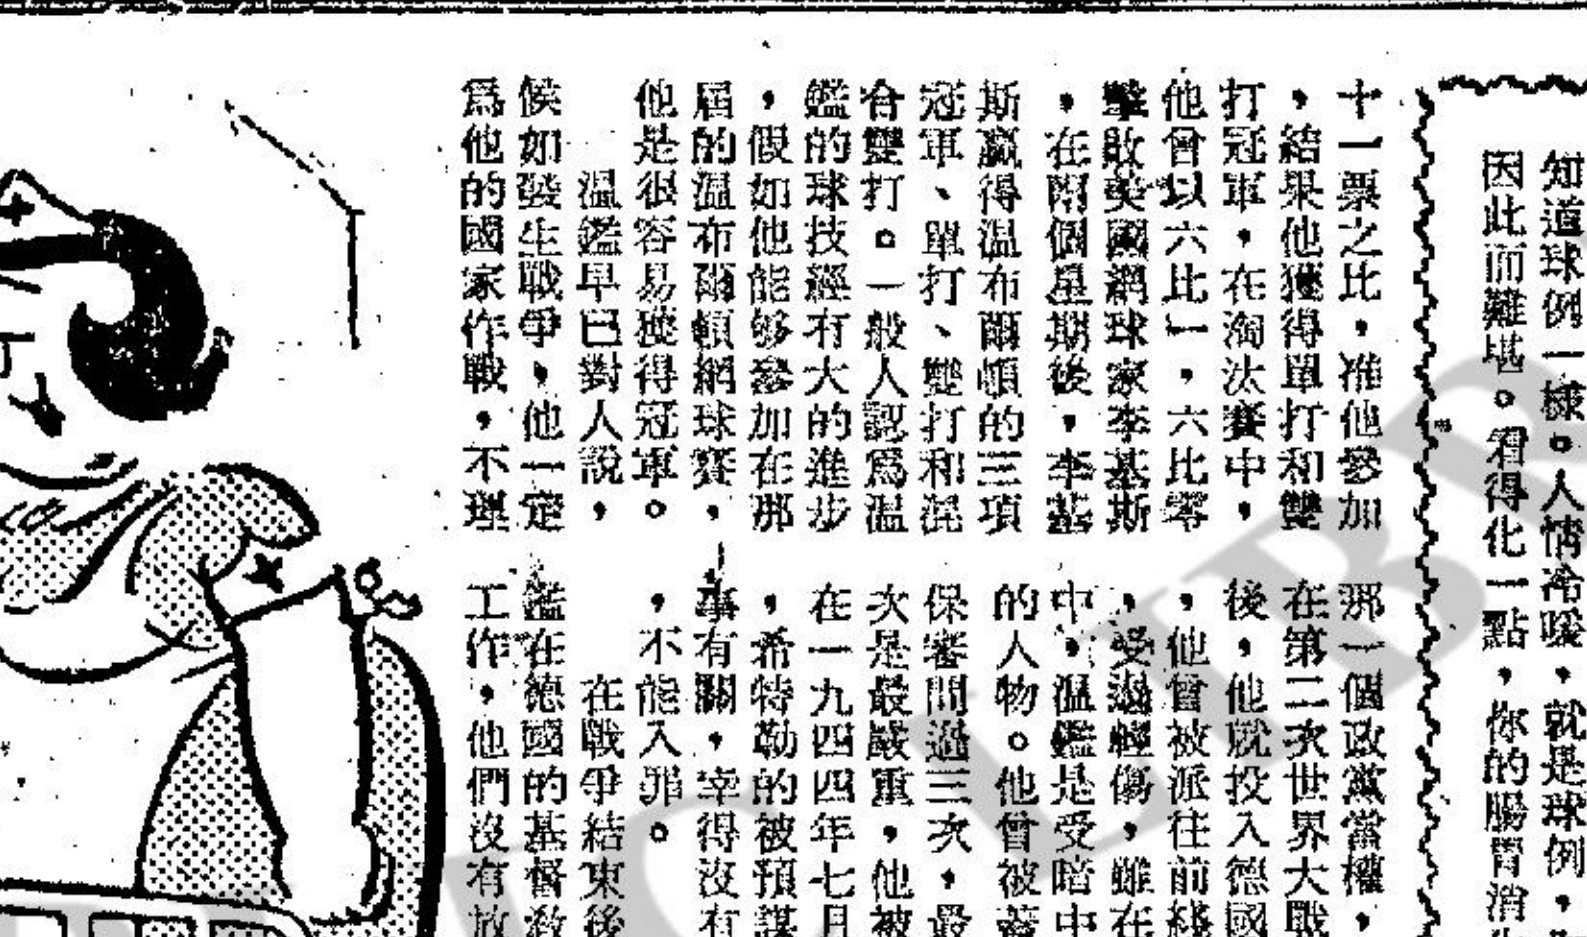 知道球例一樣。人情冷暖，就是球例，
因此而難堪。看得化一點，你的腸胃消
十一票之比，准他參加
，結果他獲得單打和雙
打冠軍，在淘汰賽中，
他曾以六比一，六比零
擊敗美國網球家李基斯
，在兩個星期後，李基
斯贏得温布爾頓的三項
冠軍、單打、雙打和混
合雙打。一般人認爲温
鑑的球技經有大的進步
，假如他能够參加在那
屆的温布爾頓網球賽，
他是很容易獲得冠軍。
温鑑早已對人說，
候如發生戰爭，他一定
爲他的國家作戰，不理
那一個政黨當權，
在第二次世界大戰
後，他就投入德國
，他曾被派往前綫
，受過輕傷，雖在
中，温鑑是受暗中
的人物。他曾被蓋
保審問過三次，最
次是最嚴重，他被
在一九四四年七月
，希特勒的被預謀
事有關，幸得沒有
，不能入罪。
在戰爭結束後
鑑在德國的基督教
工作，他們沒有放